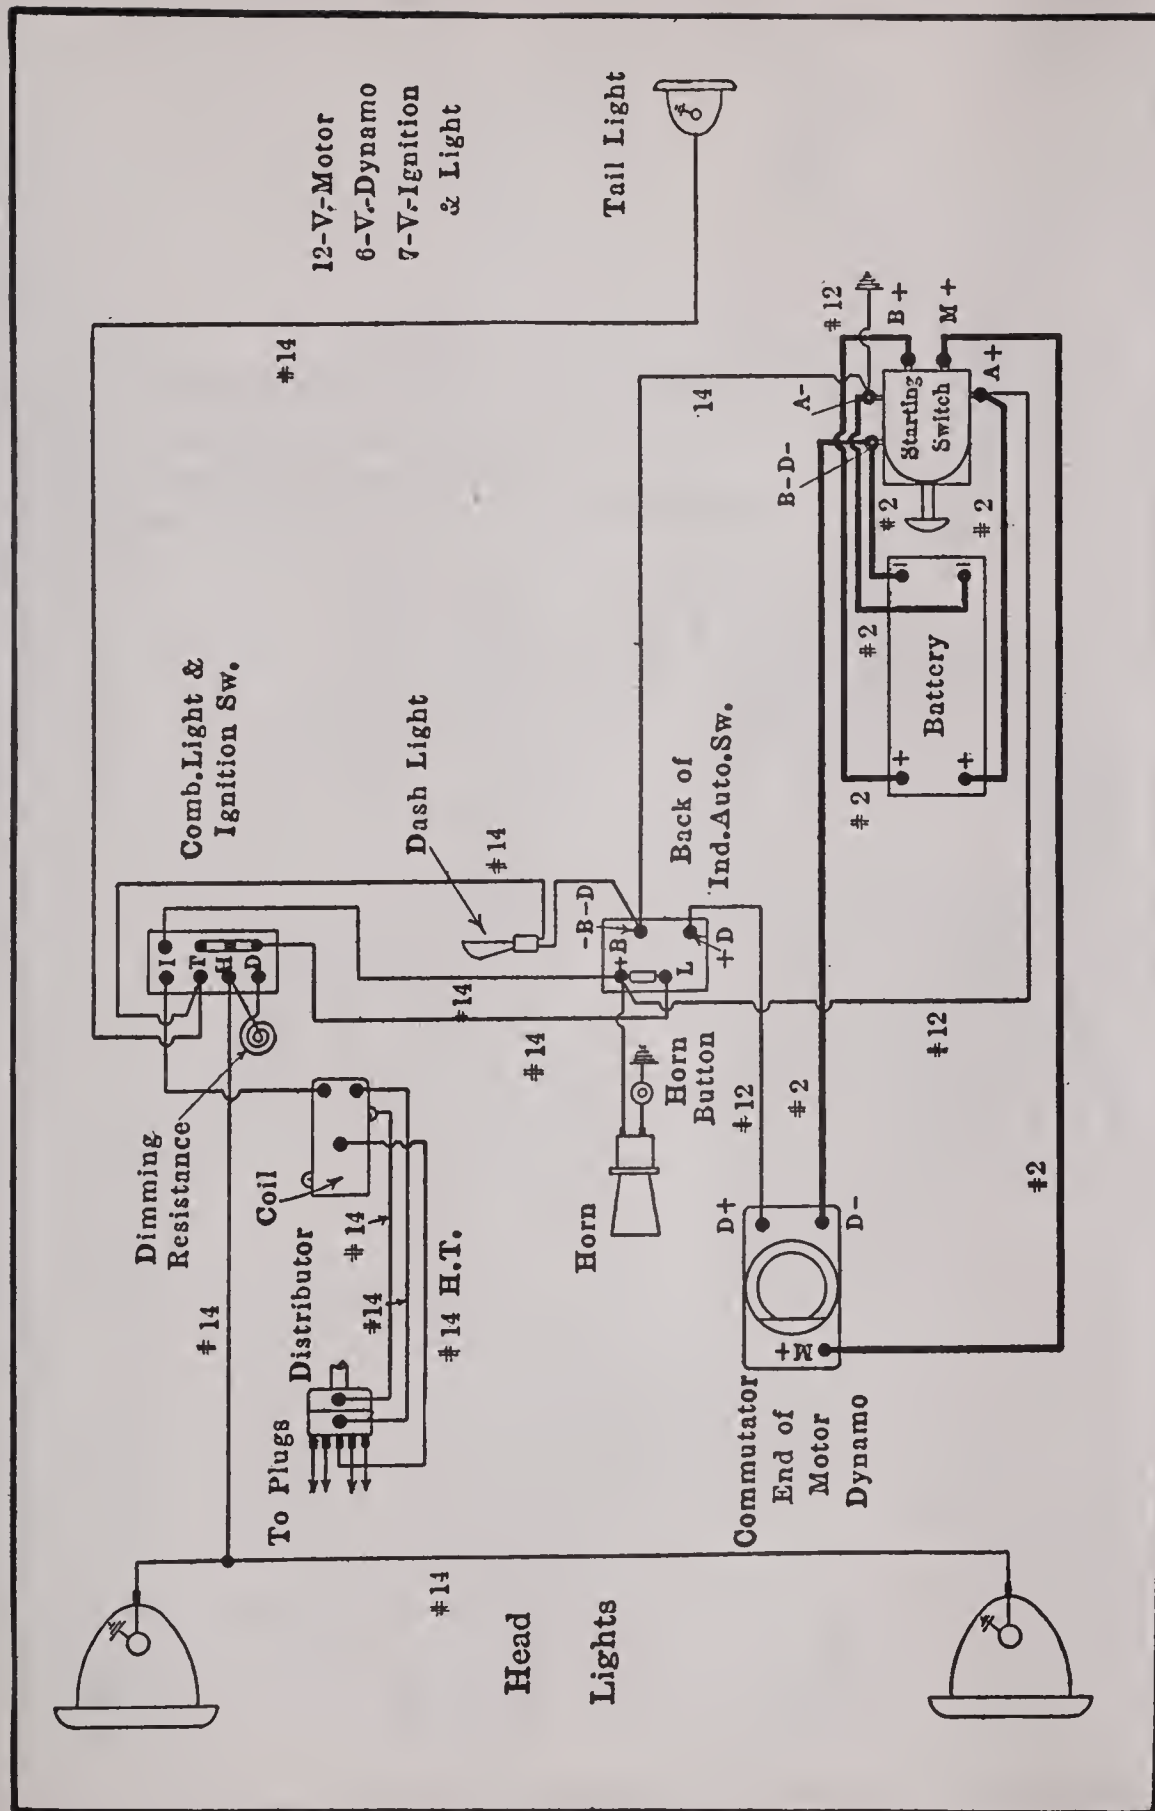 12-V.-Motor
6-V.-Dynamo
7-V.-Ignition
& Light
Tail Light
#14
#12
B+
M+
A+
A-
14
B-D-
Starting
Switch
#2
#2
#2
#2
- -
Battery
+ +
Comb. Light &
Ignition Sw.
Dash Light
#14
Back of
Ind. Auto. Sw.
-B-D
+B
+D
L
I
T
H
D
#14
#14
#12
#2
#12
#2
Dimming
Resistance
Coil
Horn
Button
Horn
D+
D-
M+
Commutator
End of
Motor
Dynamo
#14
Distributor
#14
#14
#14 H.T.
To Plugs
#14
Head
Lights